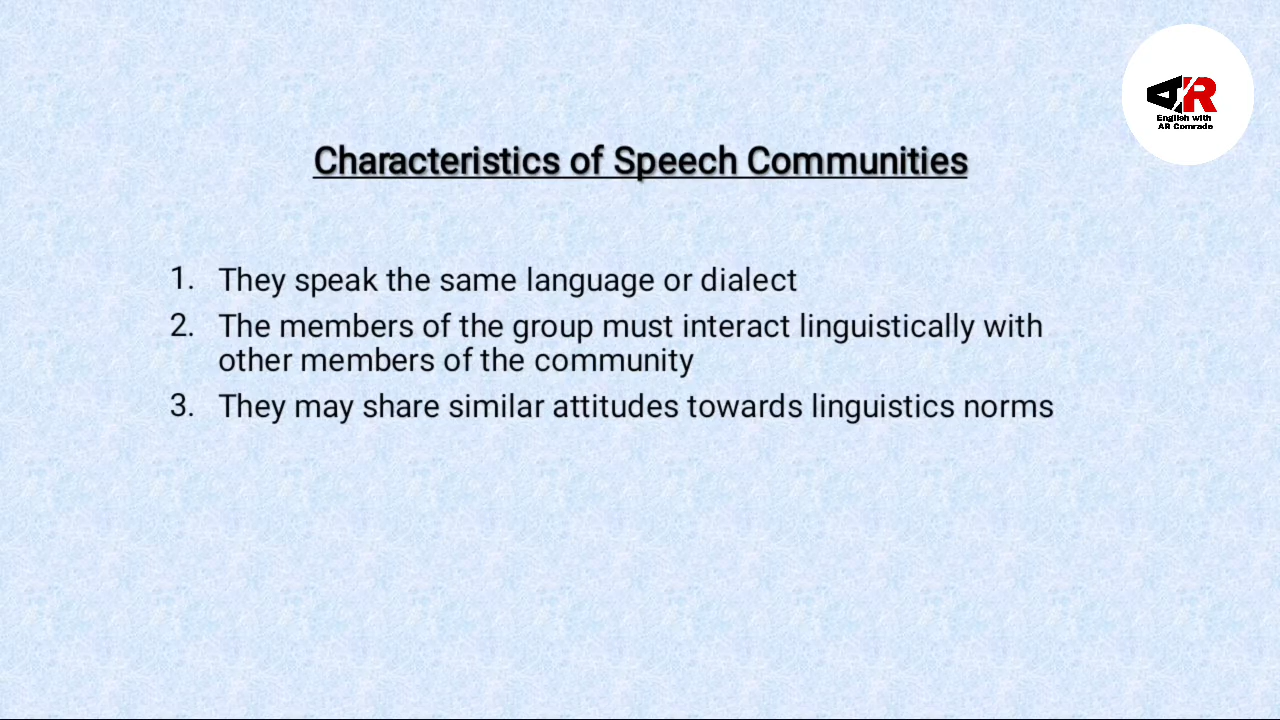 AR
English with
AR Comrade
Characteristics of Speech Communities
1. They speak the same language or dialect
2. The members of the group must interact linguistically with
other members of the community
3. They may share similar attitudes towards linguistics norms